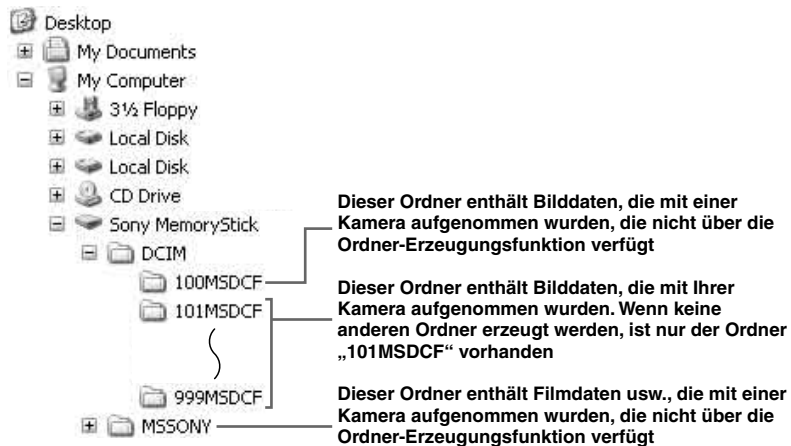 Desktop
My Documents
My Computer
3½ Floppy
Local Disk
Local Disk
CD Drive
Sony MemoryStick
DCIM
100MSDCF
101MSDCF
999MSDCF
MSSONY
Dieser Ordner enthält Bilddaten, die mit einer
Kamera aufgenommen wurden, die nicht über die
Ordner-Erzeugungsfunktion verfügt
Dieser Ordner enthält Bilddaten, die mit Ihrer
Kamera aufgenommen wurden. Wenn keine
anderen Ordner erzeugt werden, ist nur der Ordner
„101MSDCF“ vorhanden
Dieser Ordner enthält Filmdaten usw., die mit einer
Kamera aufgenommen wurden, die nicht über die
Ordner-Erzeugungsfunktion verfügt